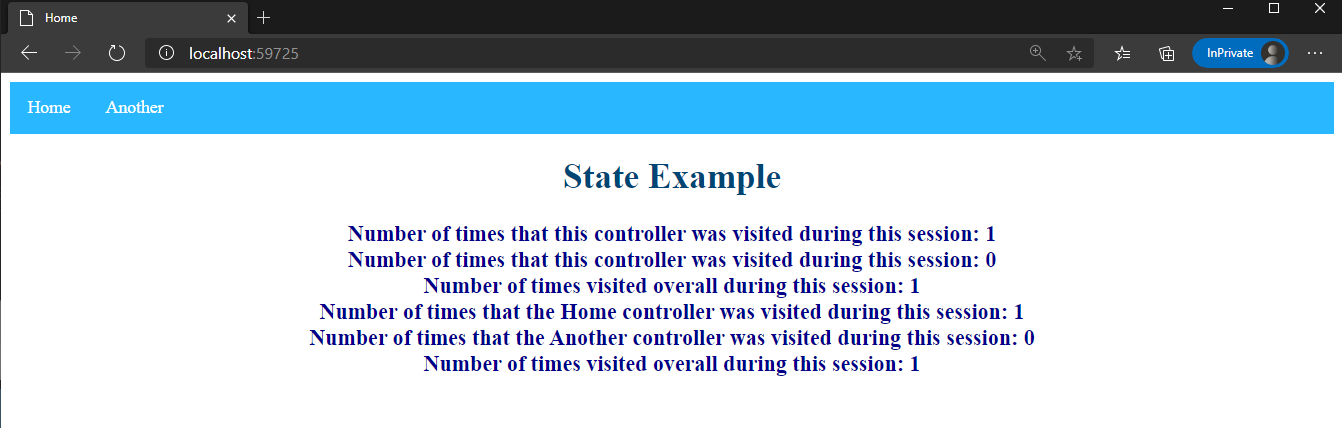 Home
localhost:59725
InPrivate
Home Another
State Example
Number of times that this controller was visited during this session: 1
Number of times that this controller was visited during this session: 0
Number of times visited overall during this session: 1
Number of times that the Home controller was visited during this session: 1
Number of times that the Another controller was visited during this session: 0
Number of times visited overall during this session: 1